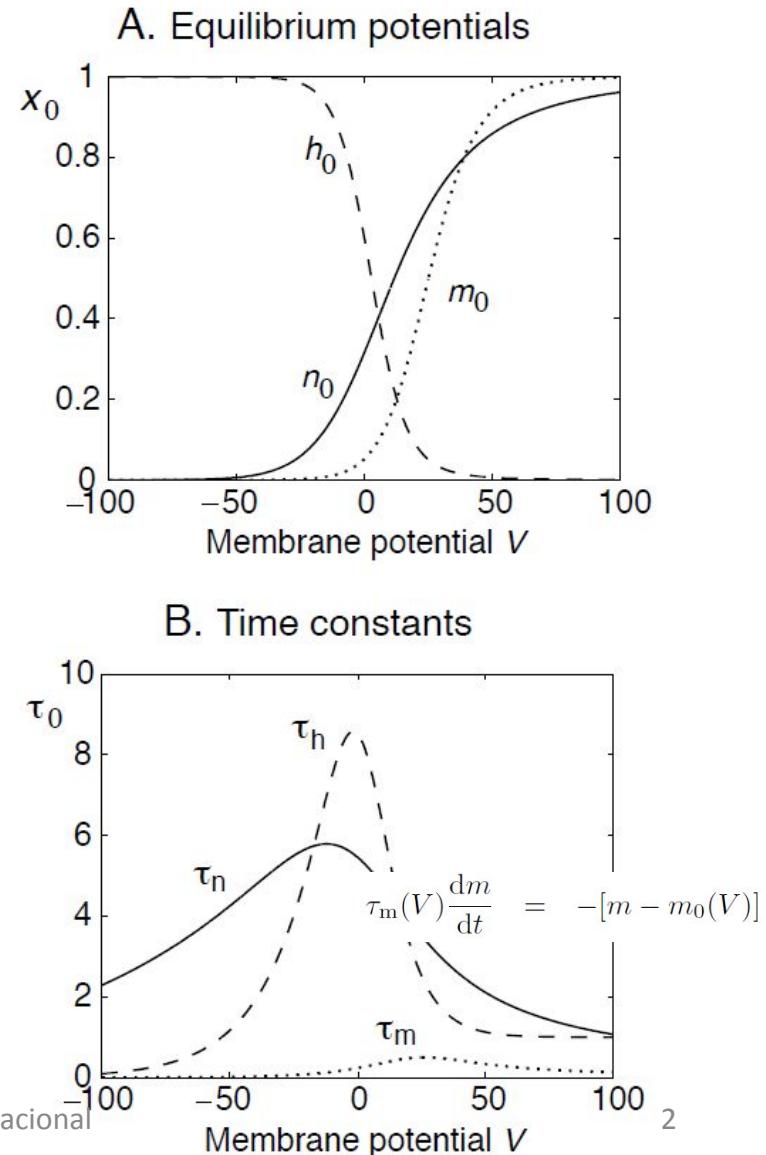 A. Equilibrium potentials
x0
1
0.8
0.6
0.4
0.2
0
h0
m0
n0
−100 −50 0 50 100
Membrane potential V
B. Time constants
τ0
10
8
6
4
2
0
τh
τn
τm(V) dm/dt = −[m − m0(V)]
τm
−100 −50 0 50 100
acional
2
Membrane potential V